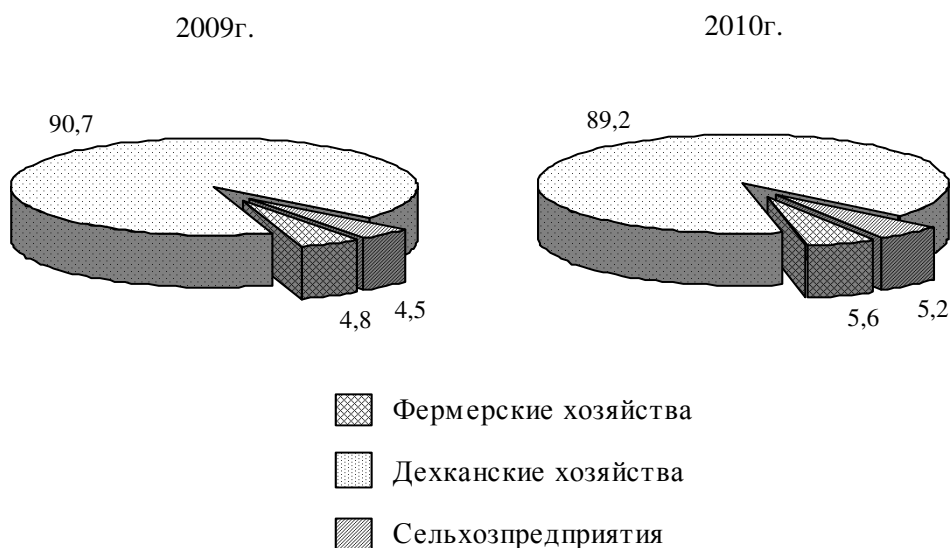 2009г.
2010г.
90,7
89,2
4,8
4,5
5,6
5,2
Фермерские хозяйства
Дехканские хозяйства
Сельхозпредприятия